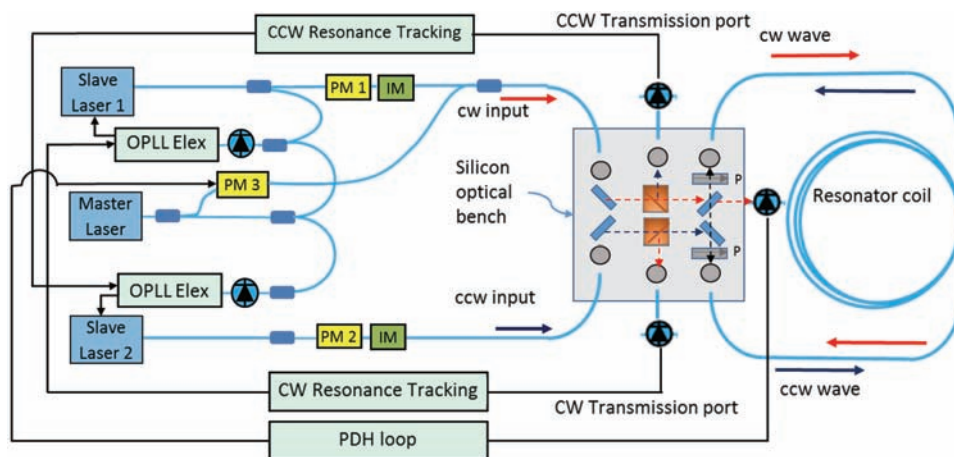 CCW Transmission port
CCW Resonance Tracking
cw wave
Slave
Laser 1
PM 1
IM
cw input
OPLL Elex
Silicon
optical
bench
PM 3
P
Master
Laser
Resonator coil
P
OPLL Elex
ccw input
Slave
Laser 2
PM 2
IM
ccw wave
CW Resonance Tracking
CW Transmission port
PDH loop